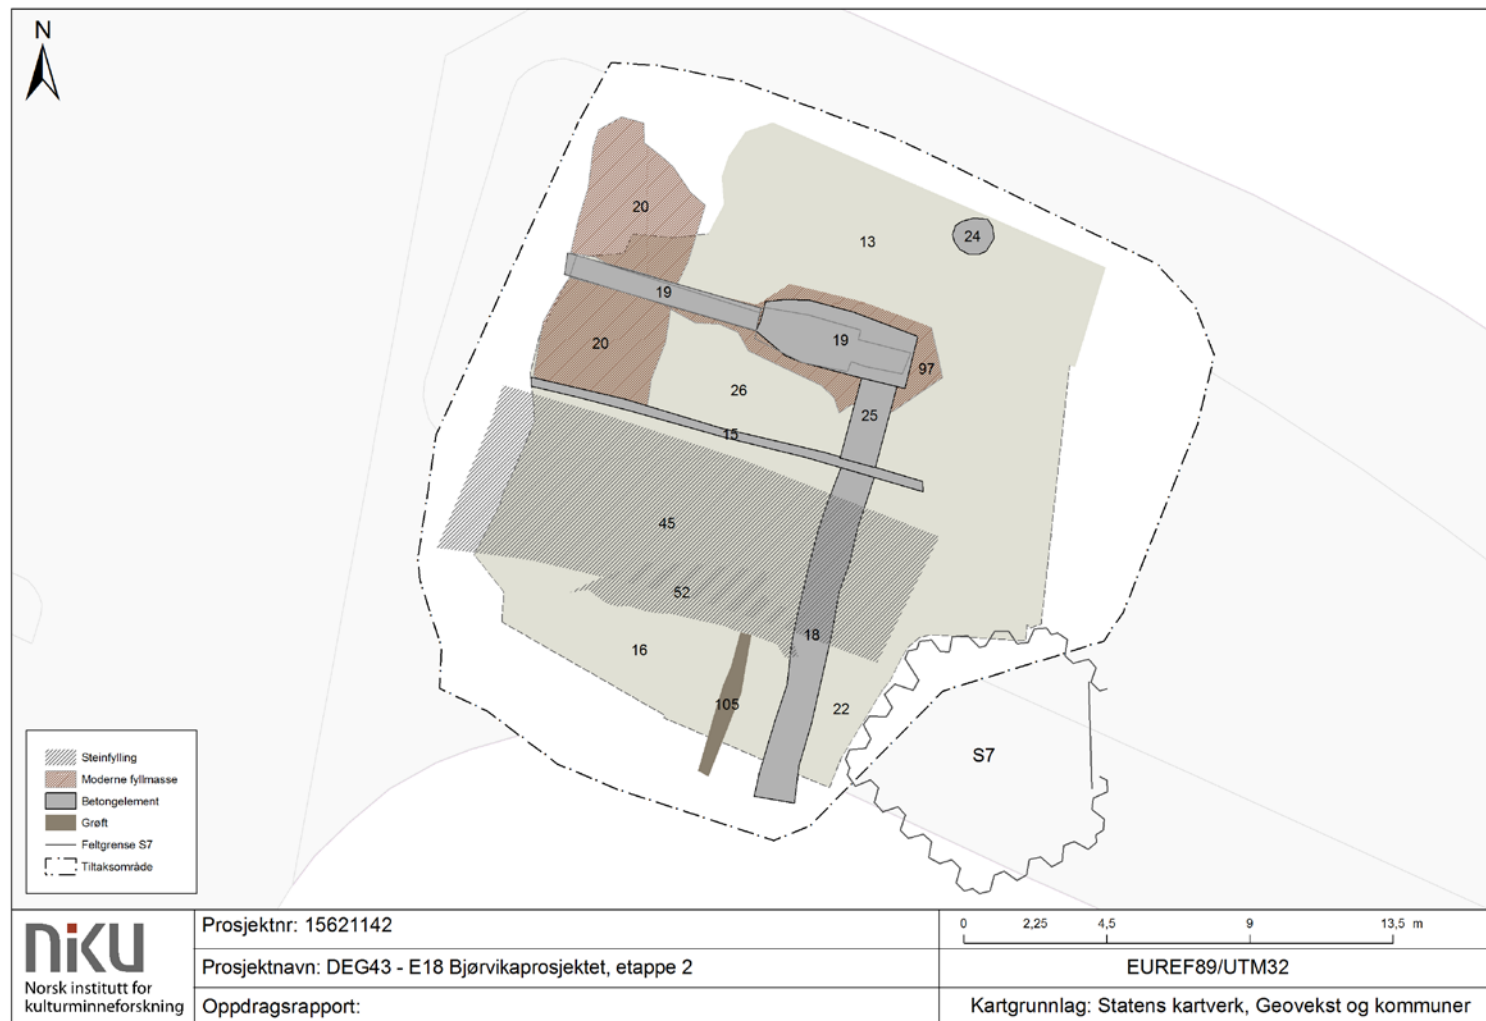 N
20
13
24
19
20
19
97
26
25
15
45
52
18
16
105
22
S7
Steinfylling
Moderne fyllmasse
Betongelement
Grøft
Feltgrense S7
Tiltaksområde
niku
Norsk institutt for
kulturminneforskning
Prosjektnr: 15621142
Prosjektnavn: DEG43 - E18 Bjørvikaprosjektet, etappe 2
Oppdragsrapport:
0 2,25 4,5 9 13,5 m
EUREF89/UTM32
Kartgrunnlag: Statens kartverk, Geovekst og kommuner